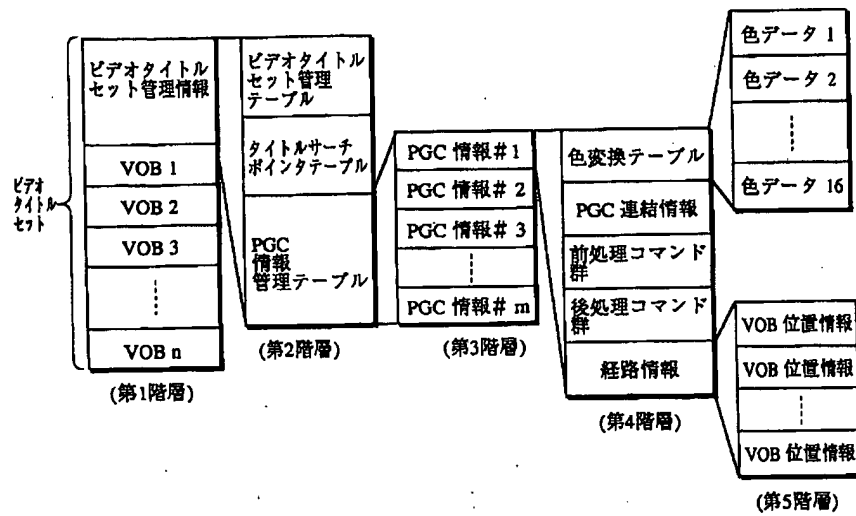 ビデオ
タイトル
セット
ビデオタイトル
セット管理情報
VOB 1
VOB 2
VOB 3
VOB n
(第1階層)
ビデオタイトル
セット管理
テーブル
タイトルサーチ
ポインタテーブル
PGC
情報
管理テーブル
(第2階層)
PGC 情報#1
PGC 情報# 2
PGC 情報# 3
PGC 情報# m
(第3階層)
色変換テーブル
PGC 連結情報
前処理コマンド
群
後処理コマンド
群
経路情報
(第4階層)
色データ 1
色データ 2
色データ 16
VOB 位置情報
VOB 位置情報
VOB 位置情報
(第5階層)